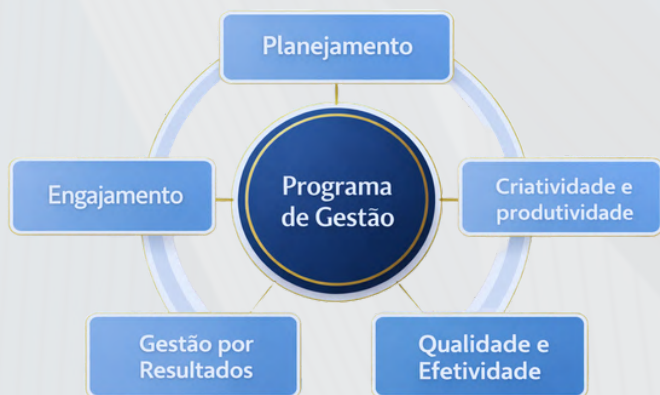 Planejamento
Engajamento
Programa
de Gestão
Criatividade e
produtividade
Gestão por
Resultados
Qualidade e
Efetividade